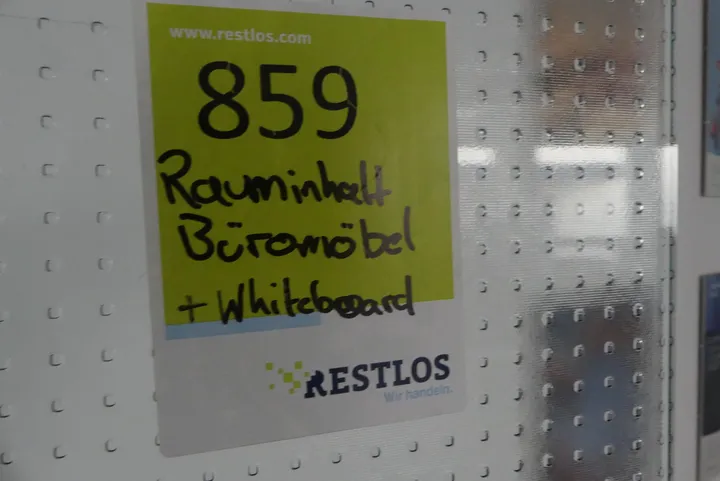 www.restlos.com
859
Rauminhalt
Büromöbel
+ Whiteboard
RESTLOS
Wir handeln.